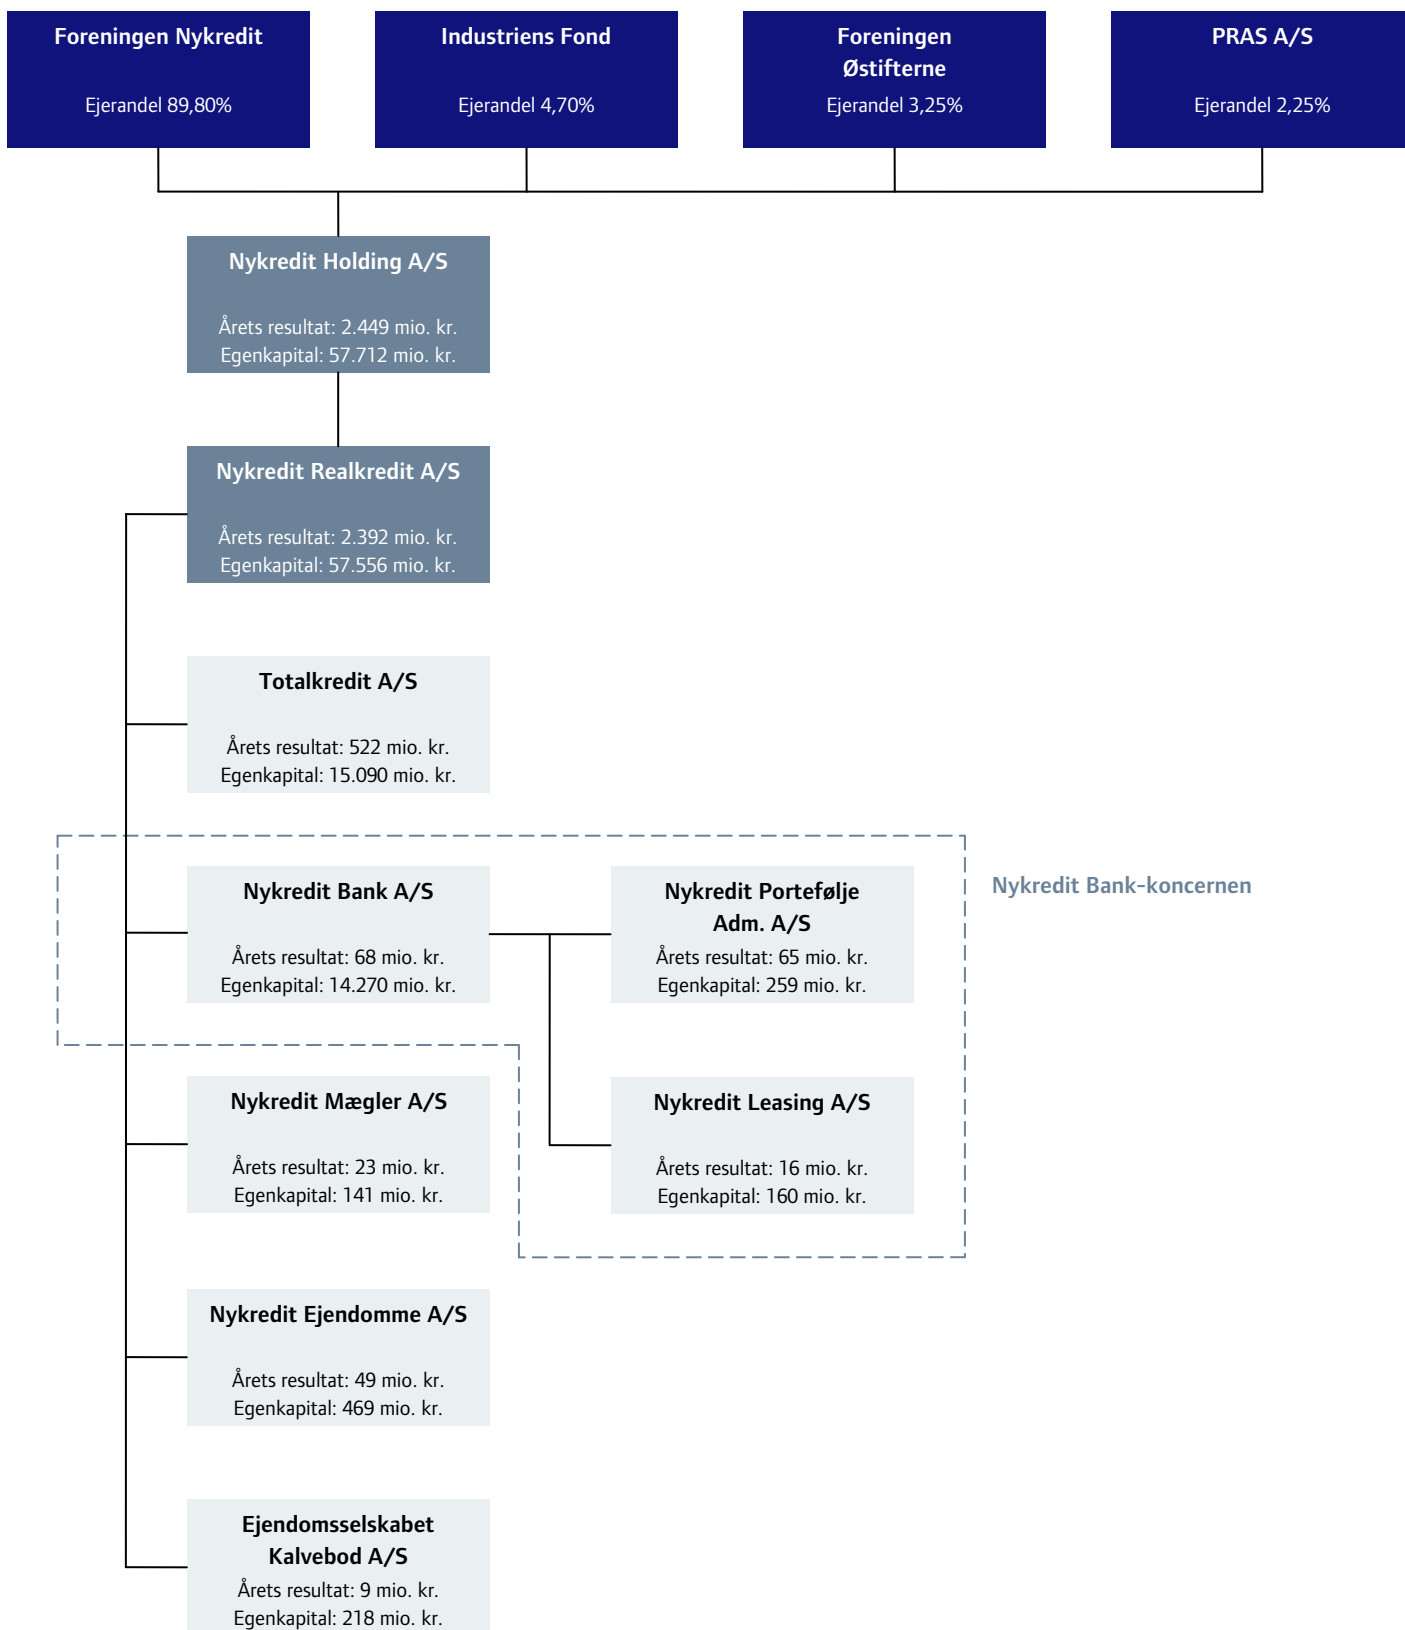 Foreningen Nykredit
Ejerandel 89,80%
Industriens Fond
Ejerandel 4,70%
Foreningen
Østifterne
Ejerandel 3,25%
PRAS A/S
Ejerandel 2,25%
Nykredit Holding A/S
Årets resultat: 2.449 mio. kr.
Egenkapital: 57.712 mio. kr.
Nykredit Realkredit A/S
Årets resultat: 2.392 mio. kr.
Egenkapital: 57.556 mio. kr.
Totalkredit A/S
Årets resultat: 522 mio. kr.
Egenkapital: 15.090 mio. kr.
Nykredit Bank A/S
Årets resultat: 68 mio. kr.
Egenkapital: 14.270 mio. kr.
Nykredit Portefølje
Adm. A/S
Årets resultat: 65 mio. kr.
Egenkapital: 259 mio. kr.
Nykredit Bank-koncernen
Nykredit Mægler A/S
Årets resultat: 23 mio. kr.
Egenkapital: 141 mio. kr.
Nykredit Leasing A/S
Årets resultat: 16 mio. kr.
Egenkapital: 160 mio. kr.
Nykredit Ejendomme A/S
Årets resultat: 49 mio. kr.
Egenkapital: 469 mio. kr.
Ejendomsselskabet
Kalvebod A/S
Årets resultat: 9 mio. kr.
Egenkapital: 218 mio. kr.